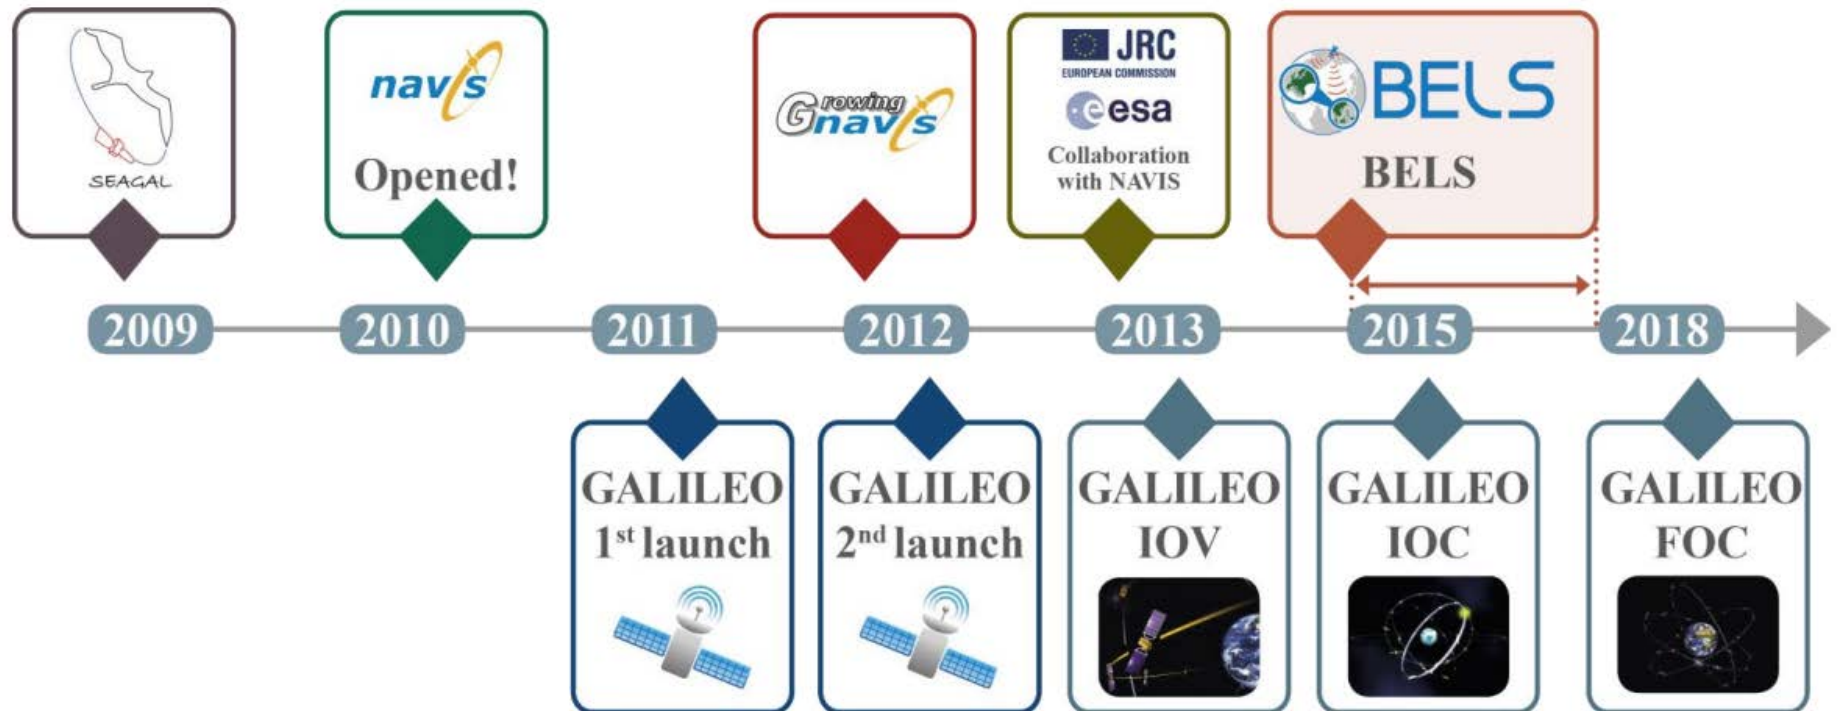 SEAGAL
navis
Opened!
Growing
navis
JRC
EUROPEAN COMMISSION
esa
Collaboration
with NAVIS
BELS
BELS
2009
2010
2011
2012
2013
2015
2018
GALILEO
1st launch
GALILEO
2nd launch
GALILEO
IOV
GALILEO
IOC
GALILEO
FOC